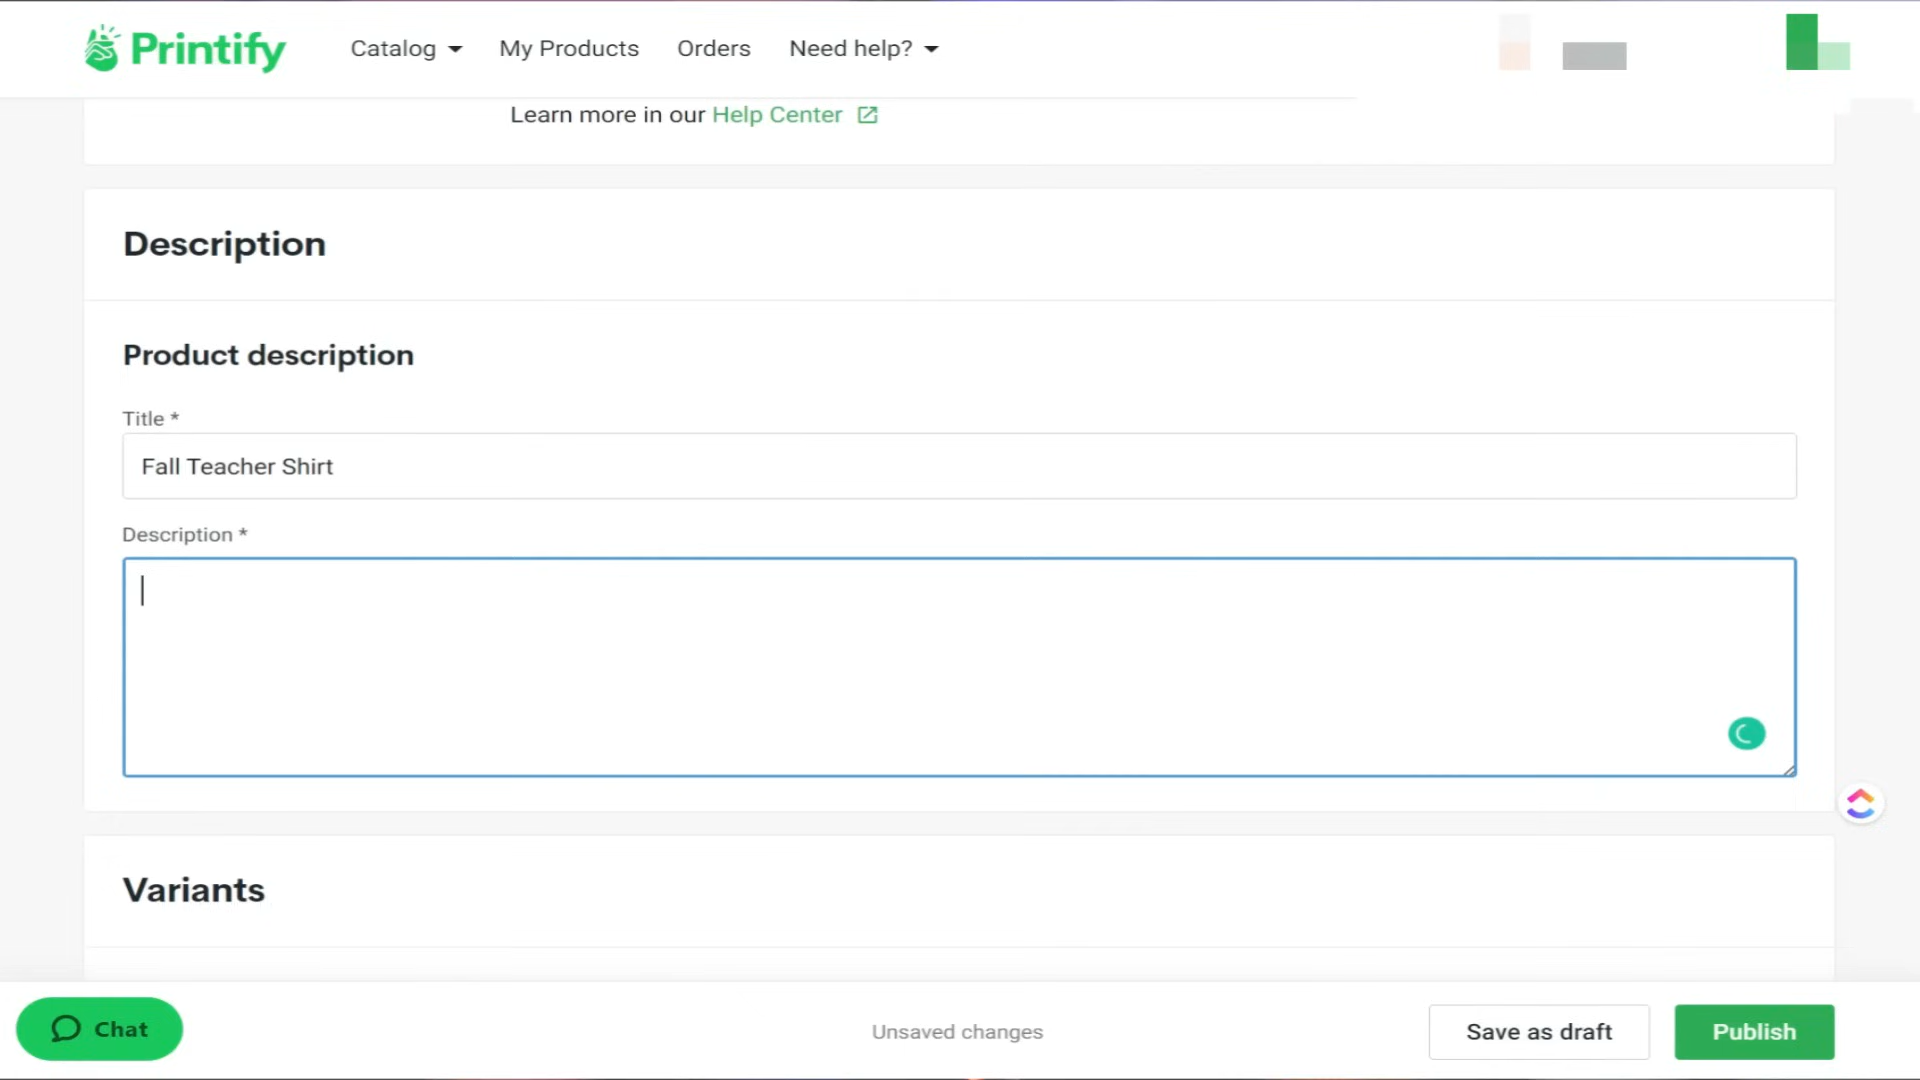 Printify
Catalog
My Products
Orders
Need help?
Learn more in our Help Center
Description
Product description
Title *
Fall Teacher Shirt
Description *
Variants
Chat
Unsaved changes
Save as draft
Publish